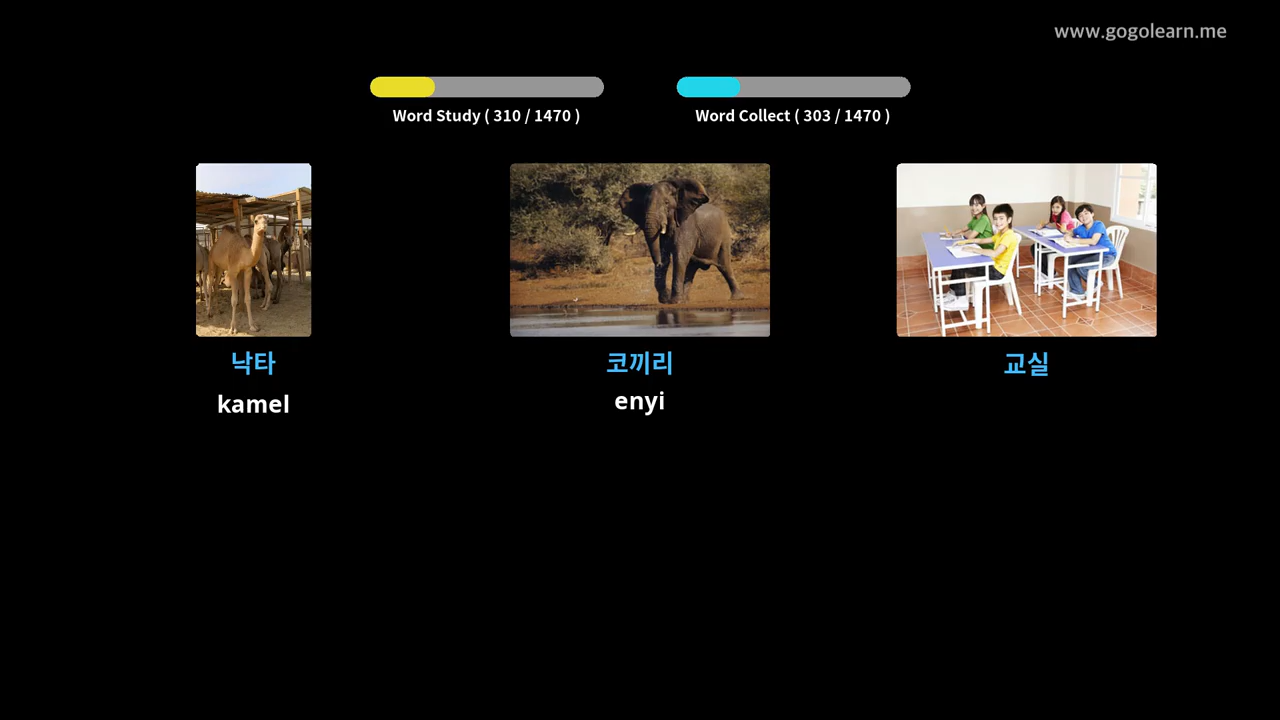 www.gogolearn.me
Word Study ( 310 / 1470 )
Word Collect ( 303 / 1470 )
낙타
코끼리
교실
kamel
enyi